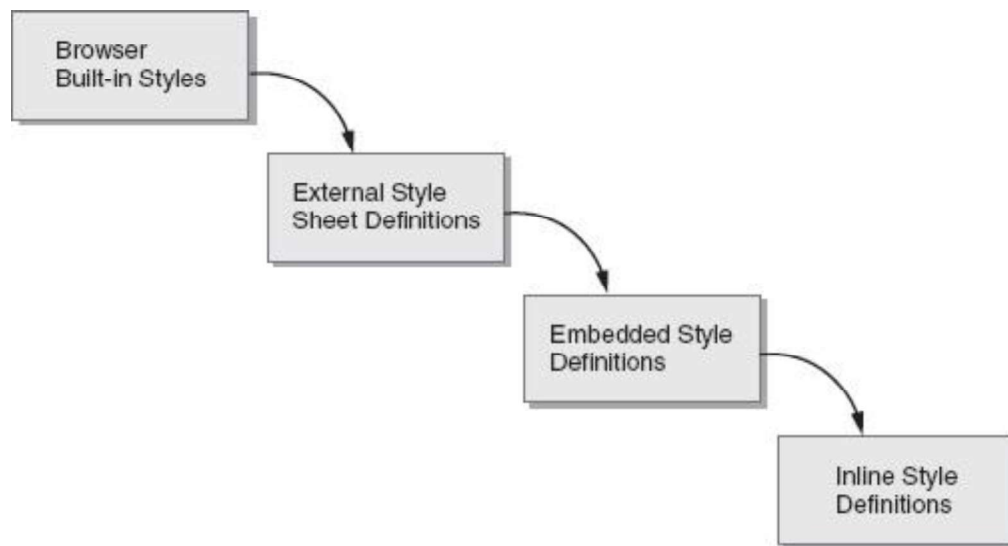 Browser
Built-in Styles
External Style
Sheet Definitions
Embedded Style
Definitions
Inline Style
Definitions